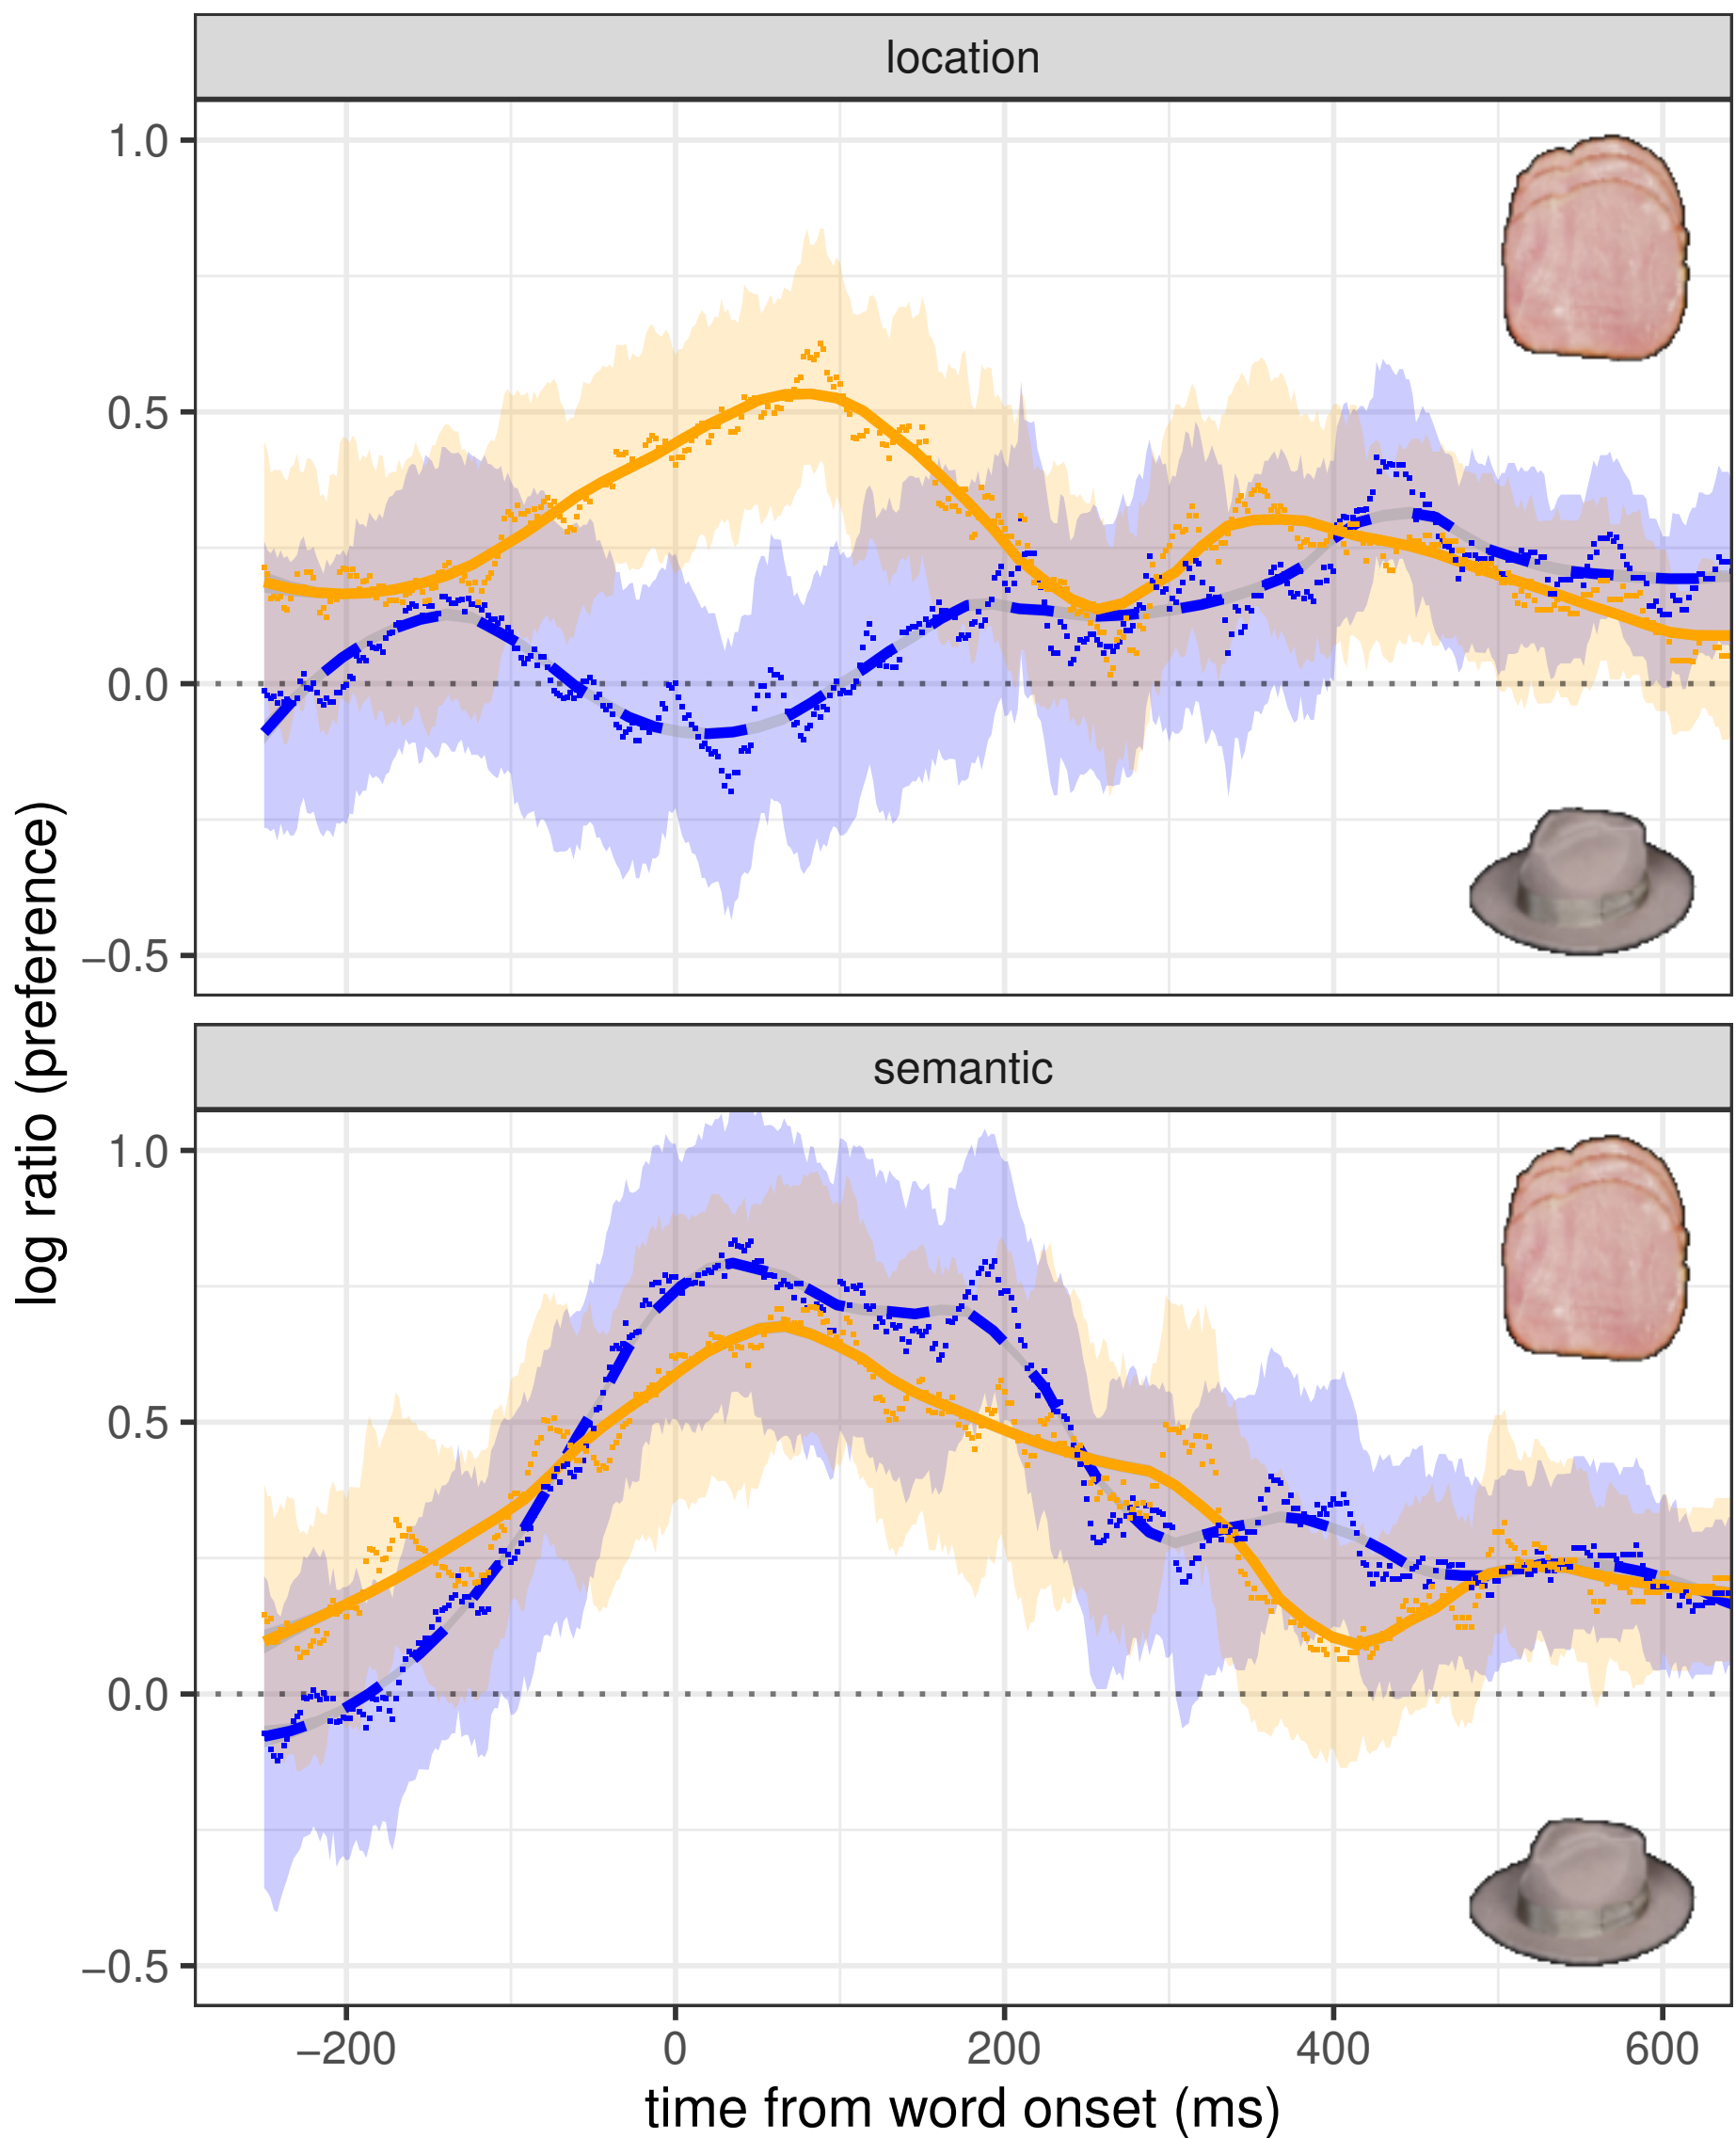 location
1.0
0.5
0.0
−0.5
log ratio (preference)
semantic
1.0
0.5
0.0
−0.5
−200 0 200 400 600
time from word onset (ms)